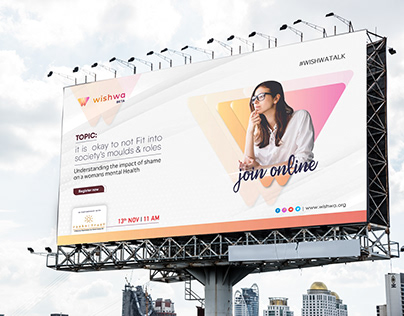 wishwa
BETA
#WISHWATALK
TOPIC:
it is okay to not Fit into
society's moulds & roles
Understanding the impact of shame
on a womans mental Health
Register now
join online
13th NOV | 11 AM
www.wishwa.org